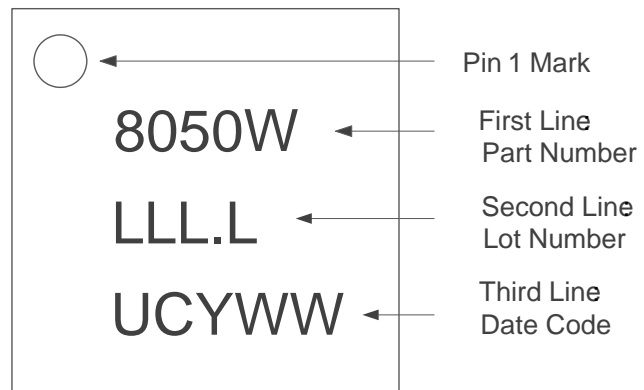 Pin 1 Mark
8050W
First Line:
Part Number
LLL.L
Second Line:
Lot Number
UCYWW
Third Line:
Date Code